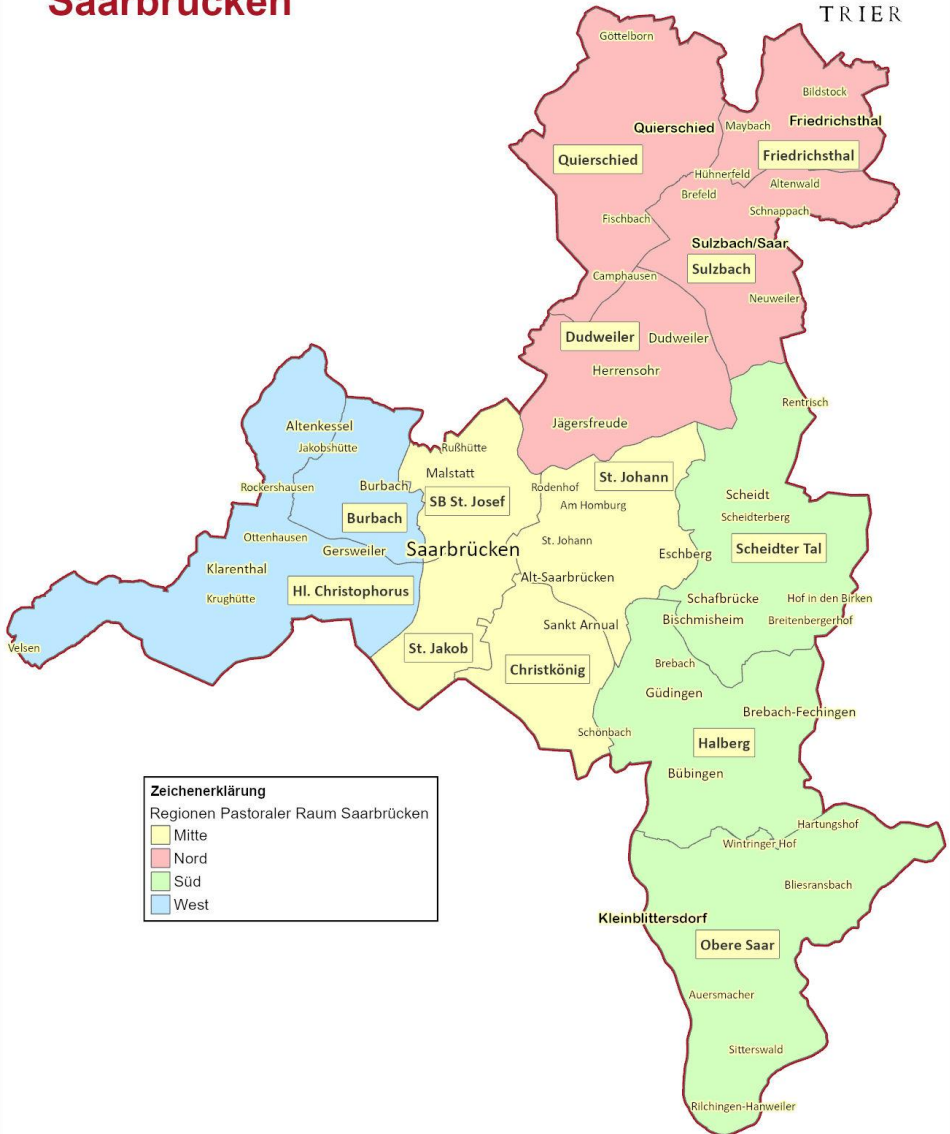 Saarbrücken
TRIER
Göttelborn
Bildstock
Quierschied
Maybach
Friedrichsthal
Quierschied
Friedrichsthal
Hühnerfeld
Altenwald
Brefeld
Schnappach
Fischbach
Sulzbach/Saar
Sulzbach
Camphausen
Neuweiler
Dudweiler
Dudweiler
Herrensohr
Rentrisch
Jägersfreude
Altenkessel
Jakobshütte
Rußhütte
Malstatt
St. Johann
Rockershausen
Burbach
Rodenhof
SB St. Josef
Am Homburg
Scheidt
Burbach
Scheidterberg
Ottenhausen
St. Johann
Gersweiler
Saarbrücken
Eschberg
Scheidter Tal
Klarenthal
Alt-Saarbrücken
Hl. Christophorus
Krughütte
Schafbrücke
Hof in den Birken
Sankt Arnual
Bischmisheim
Breitenbergerhof
Velsen
St. Jakob
Christkönig
Brebach
Güdingen
Brebach-Fechingen
Schönbach
Halberg
Bübingen
Zeichenerklärung
Regionen Pastoraler Raum Saarbrücken
Mitte
Nord
Süd
West
Hartungshof
Wintringer Hof
Bliesransbach
Kleinblittersdorf
Obere Saar
Auersmacher
Sitterswald
Rilchingen-Hanweiler